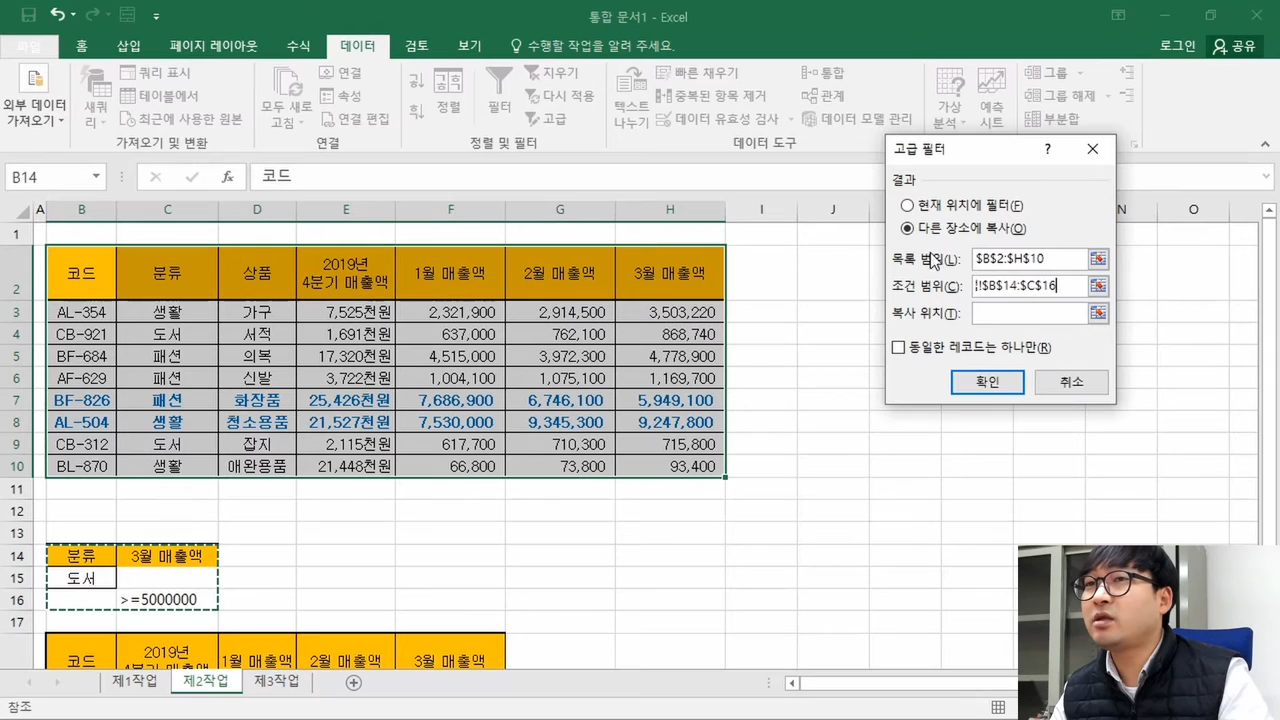 통합 문서1 - Excel
파일 홈 삽입 페이지 레이아웃 수식 데이터 검토 보기 수행할 작업을 알려 주세요. 로그인 공유
외부 데이터 가져오기
새 쿼리
쿼리 표시
테이블에서
최근에 사용한 원본
가져오기 및 변환
모두 새로 고침
연결
속성
연결 편집
연결
정렬
필터
지우기
다시 적용
고급
정렬 및 필터
텍스트 나누기
빠른 채우기
중복된 항목 제거
데이터 유효성 검사
통합
관계
데이터 모델 관리
데이터 도구
가상 분석
예측 시트
그룹
그룹 해제
부분합
B14 fx 코드
A B C D E F G H I J N O
1
2 코드 분류 상품 2019년 4분기 매출액 1월 매출액 2월 매출액 3월 매출액
3 AL-354 생활 가구 7,525천원 2,321,900 2,914,500 3,503,220
4 CB-921 도서 서적 1,691천원 637,000 762,100 868,740
5 BF-684 패션 의복 17,320천원 4,515,000 3,972,300 4,778,900
6 AF-629 패션 신발 3,722천원 1,004,100 1,075,100 1,169,700
7 BF-826 패션 화장품 25,426천원 7,686,900 6,746,100 5,949,100
8 AL-504 생활 청소용품 21,527천원 7,530,000 9,345,300 9,247,800
9 CB-312 도서 잡지 2,115천원 617,700 710,300 715,800
10 BL-870 생활 애완용품 21,448천원 66,800 73,800 93,400
11
12
13
14 분류 3월 매출액
15 도서
16 >=5000000
17
코드 2019년 4분기 매출액 1월 매출액 2월 매출액 3월 매출액
고급 필터 ?
결과
현재 위치에 필터(F)
다른 장소에 복사(O)
목록 범위(L): $B$2:$H$10
조건 범위(C): !$B$14:$C$16
복사 위치(T):
동일한 레코드는 하나만(R)
확인 취소
제1작업 제2작업 제3작업
참조